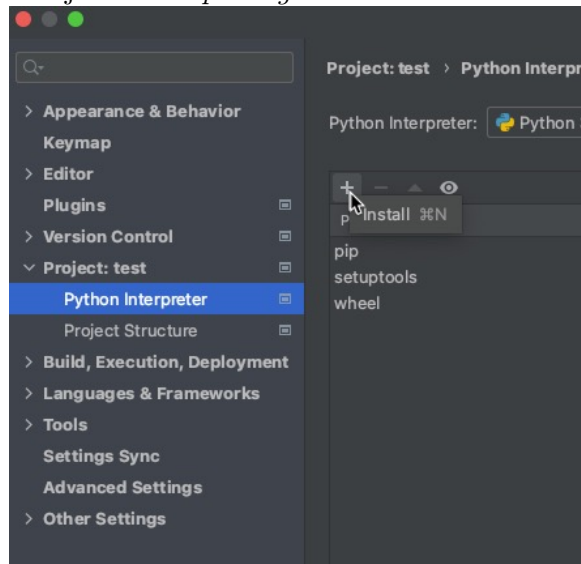 Project: test > Python Interpr
> Appearance & Behavior
Keymap
Python Interpreter: Python
> Editor
Plugins
Install ⌘N
> Version Control
P
Project: test
pip
setuptools
Python Interpreter
wheel
Project Structure
> Build, Execution, Deployment
> Languages & Frameworks
> Tools
Settings Sync
Advanced Settings
> Other Settings